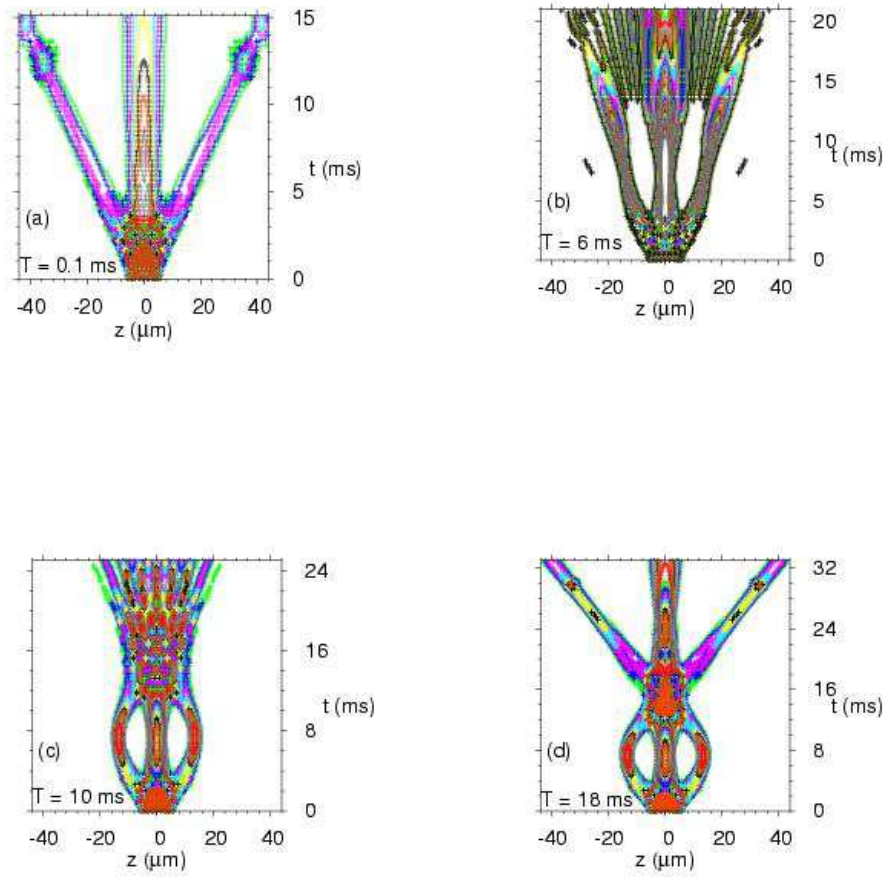 15
10
t (ms)
5
(a)
T = 0.1 ms
0
-40 -20 0 20 40
z (μm)
20
15
t (ms)
10
5
(b)
T = 6 ms
0
-40 -20 0 20 40
z (μm)
24
16
t (ms)
8
(c)
T = 10 ms
0
-40 -20 0 20 40
z (μm)
32
24
16
t (ms)
8
(d)
T = 18 ms
0
-40 -20 0 20 40
z (μm)